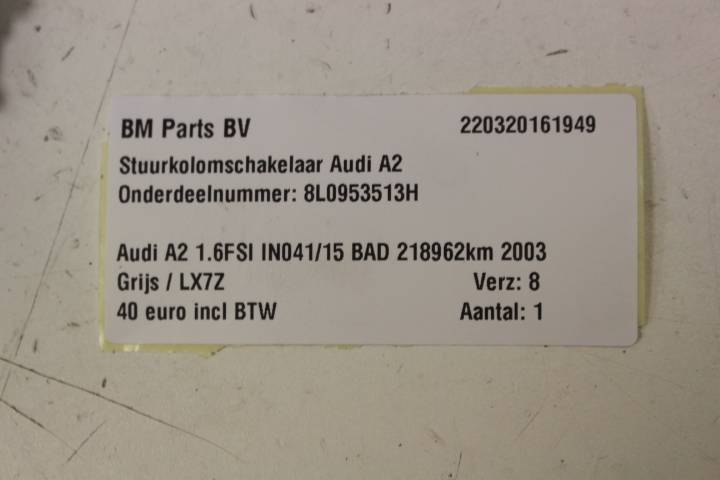 BM Parts BV 220320161949
Stuurkolomschakelaar Audi A2
Onderdeelnummer: 8L0953513H
Audi A2 1.6FSI IN041/15 BAD 218962km 2003
Grijs / LX7Z Verz: 8
40 euro incl BTW Aantal: 1